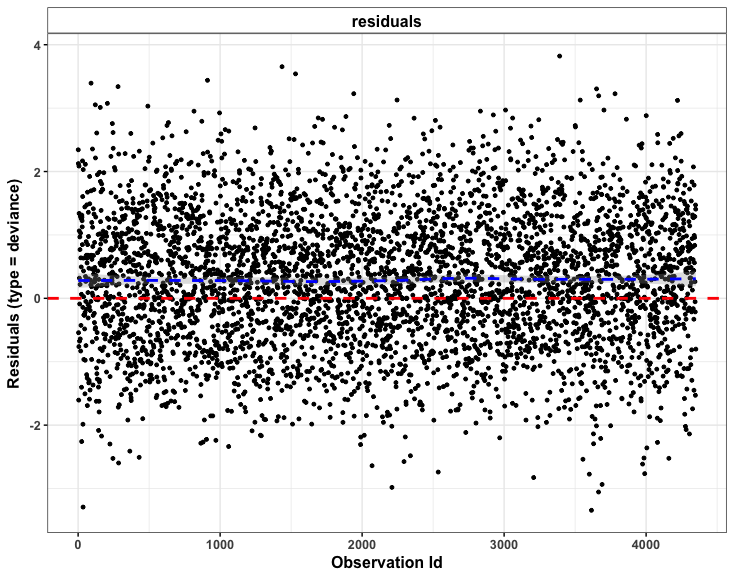 residuals
4
2
0
-2
Residuals (type = deviance)
0 1000 2000 3000 4000
Observation Id